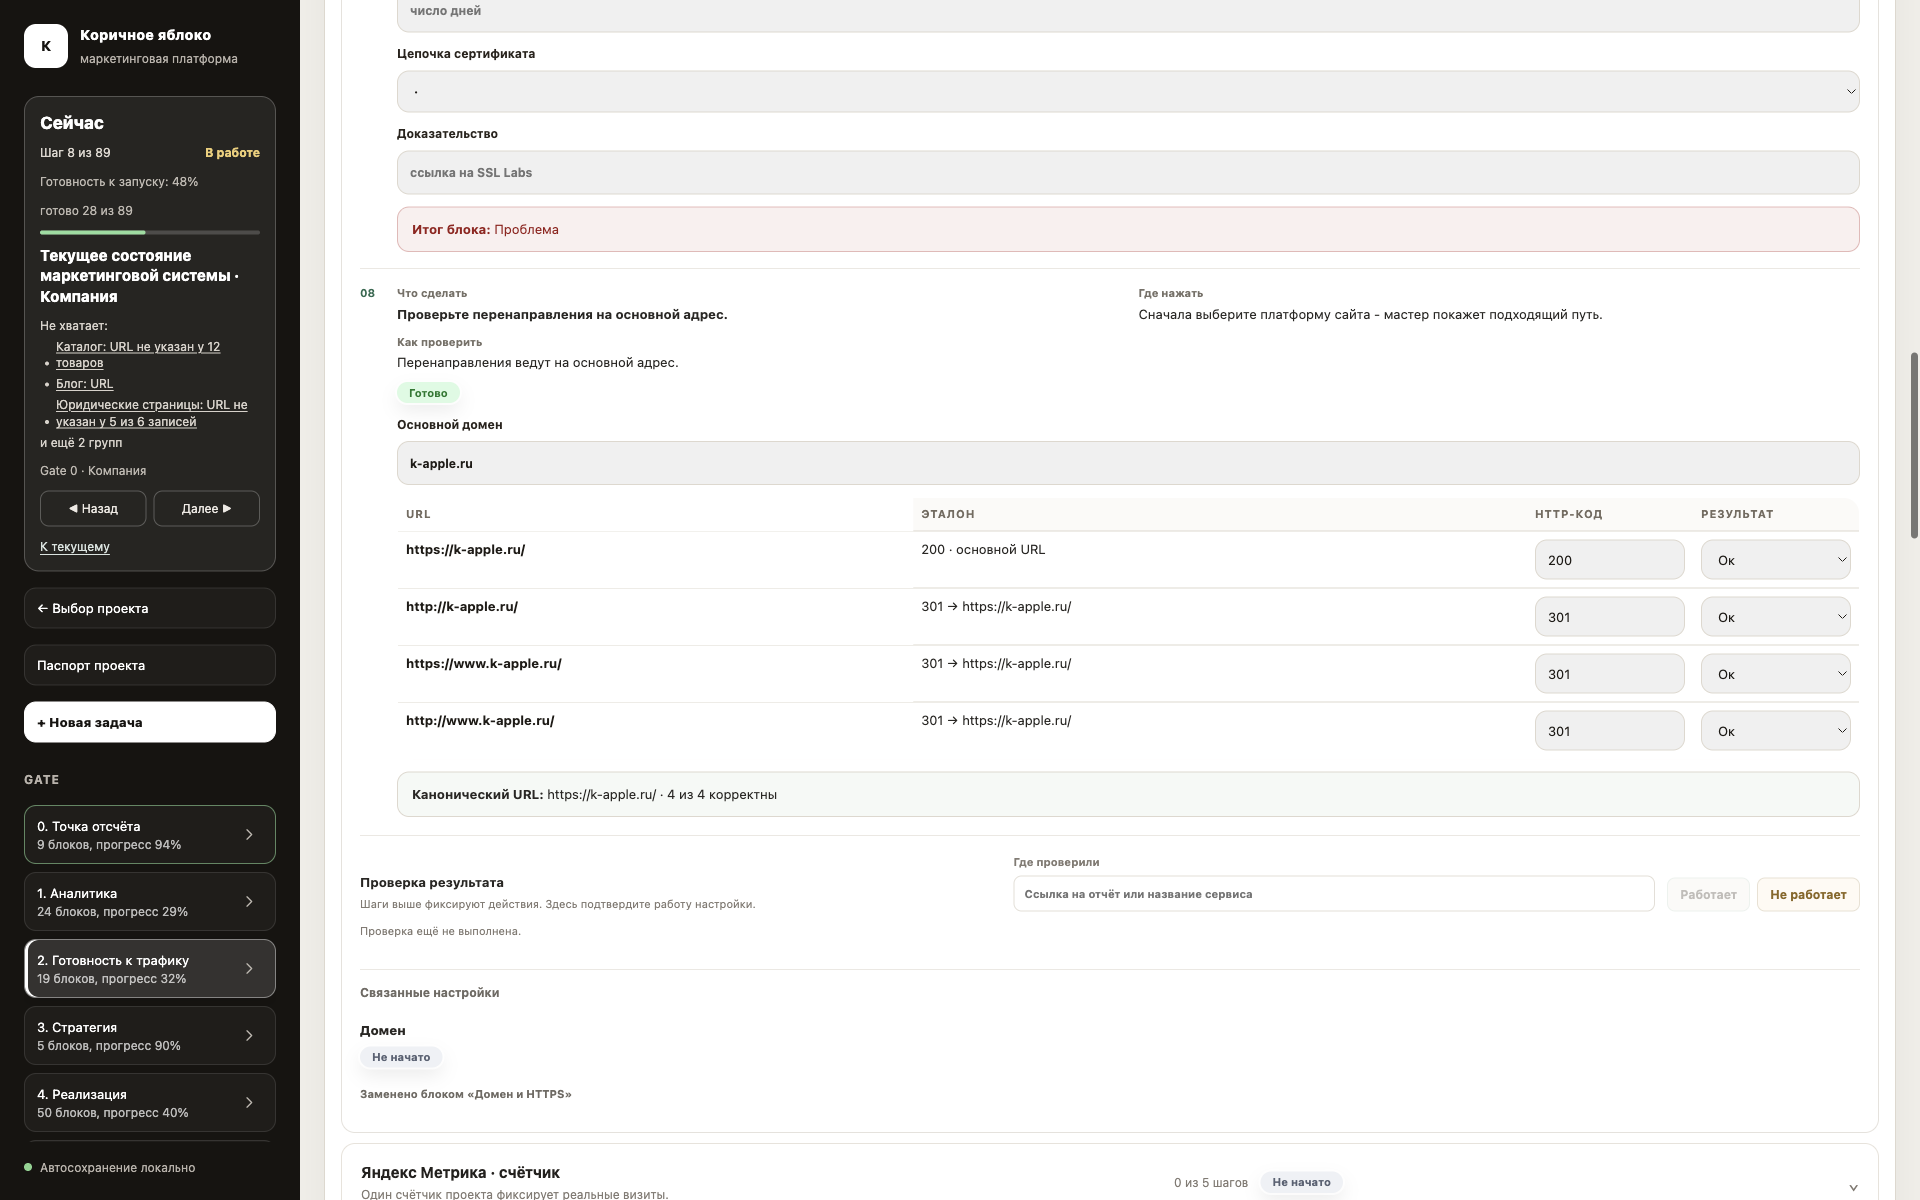 К
Коричное яблоко
маркетинговая платформа
Сейчас
Шаг 8 из 89
В работе
Готовность к запуску: 48%
готово 28 из 89
Текущее состояние
маркетинговой системы ·
Компания
Не хватает:
• Каталог: URL не указан у 12
товаров
• Блог: URL
• Юридические страницы: URL не
указан у 5 из 6 записей
и ещё 2 групп
Gate 0 · Компания
◀ Назад
Далее ▶
К текущему
← Выбор проекта
Паспорт проекта
+ Новая задача
GATE
0. Точка отсчёта
9 блоков, прогресс 94%
1. Аналитика
24 блоков, прогресс 29%
2. Готовность к трафику
19 блоков, прогресс 32%
3. Стратегия
5 блоков, прогресс 90%
4. Реализация
50 блоков, прогресс 40%
Автосохранение локально
число дней
Цепочка сертификата
·
Доказательство
ссылка на SSL Labs
Итог блока: Проблема
08
Что сделать
Проверьте перенаправления на основной адрес.
Где нажать
Сначала выберите платформу сайта - мастер покажет подходящий путь.
Как проверить
Перенаправления ведут на основной адрес.
Готово
Основной домен
k-apple.ru
URL ЭТАЛОН HTTP-КОД РЕЗУЛЬТАТ
https://k-apple.ru/ 200 · основной URL 200 Ок
http://k-apple.ru/ 301 → https://k-apple.ru/ 301 Ок
https://www.k-apple.ru/ 301 → https://k-apple.ru/ 301 Ок
http://www.k-apple.ru/ 301 → https://k-apple.ru/ 301 Ок
Канонический URL: https://k-apple.ru/ · 4 из 4 корректны
Проверка результата
Шаги выше фиксируют действия. Здесь подтвердите работу настройки.
Проверка ещё не выполнена.
Где проверили
Ссылка на отчёт или название сервиса
Работает
Не работает
Связанные настройки
Домен
Не начато
Заменено блоком «Домен и HTTPS»
Яндекс Метрика · счётчик
Один счётчик проекта фиксирует реальные визиты.
0 из 5 шагов
Не начато